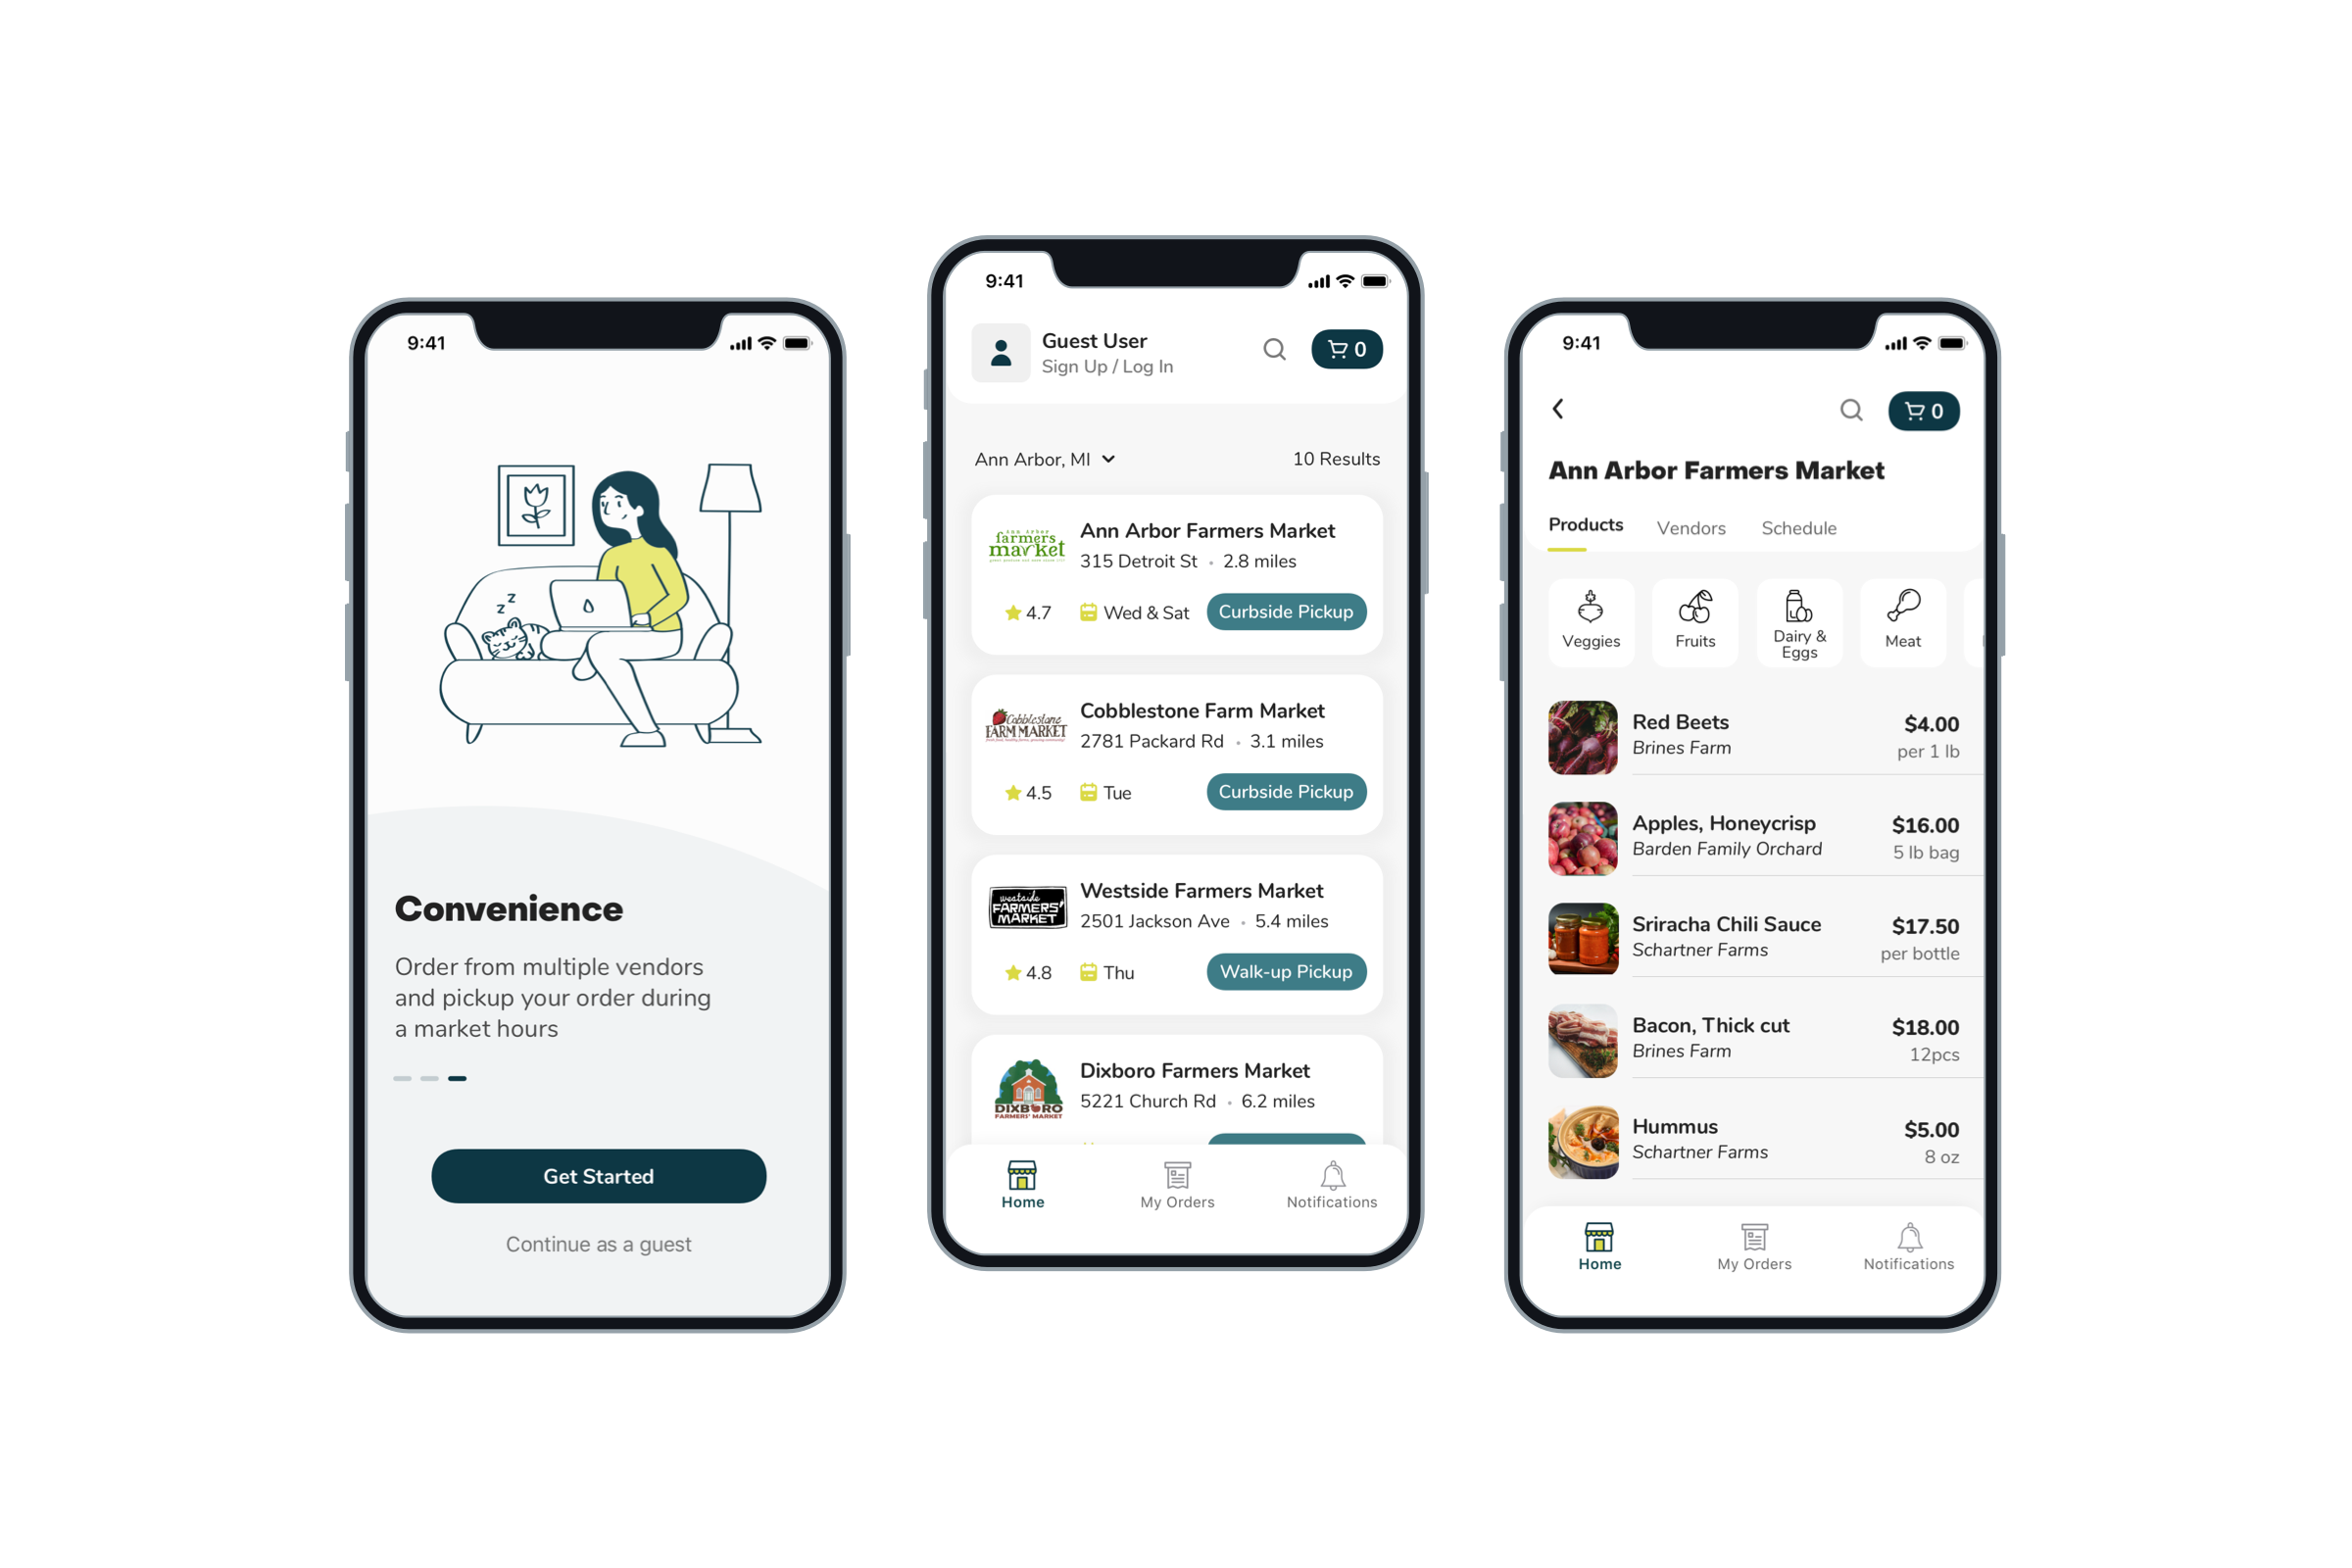 9:41
z
z
Convenience
Order from multiple vendors
and pickup your order during
a market hours
Get Started
Continue as a guest
9:41
Guest User
Sign Up / Log In
0
Ann Arbor, MI
10 Results
ann arbor
farmers
market
Ann Arbor Farmers Market
315 Detroit St • 2.8 miles
4.7
Wed & Sat
Curbside Pickup
Cobblestone
FARM MARKET
Cobblestone Farm Market
2781 Packard Rd • 3.1 miles
4.5
Tue
Curbside Pickup
westside
FARMERS'
MARKET
Westside Farmers Market
2501 Jackson Ave • 5.4 miles
4.8
Thu
Walk-up Pickup
DIXBORO
FARMERS' MARKET
Dixboro Farmers Market
5221 Church Rd • 6.2 miles
Home
My Orders
Notifications
9:41
0
Ann Arbor Farmers Market
Products
Vendors
Schedule
Veggies
Fruits
Dairy &
Eggs
Meat
Red Beets
Brines Farm
$4.00
per 1 lb
Apples, Honeycrisp
Barden Family Orchard
$16.00
5 lb bag
Sriracha Chili Sauce
Schartner Farms
$17.50
per bottle
Bacon, Thick cut
Brines Farm
$18.00
12pcs
Hummus
Schartner Farms
$5.00
8 oz
Home
My Orders
Notifications